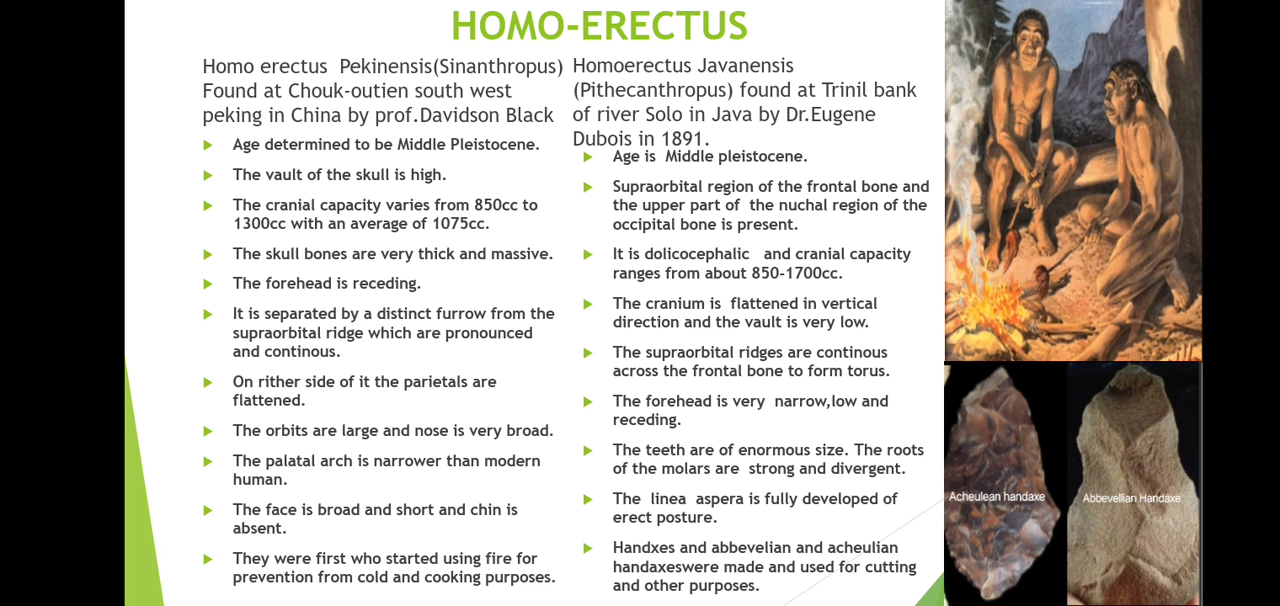 HOMO-ERECTUS
Homo erectus Pekinensis(Sinanthropus)
Found at Chouk-outien south west
peking in China by prof.Davidson Black
Age determined to be Middle Pleistocene.
The vault of the skull is high.
The cranial capacity varies from 850cc to
1300cc with an average of 1075cc.
The skull bones are very thick and massive.
The forehead is receding.
It is separated by a distinct furrow from the
supraorbital ridge which are pronounced
and continous.
On rither side of it the parietals are
flattened.
The orbits are large and nose is very broad.
The palatal arch is narrower than modern
human.
The face is broad and short and chin is
absent.
They were first who started using fire for
prevention from cold and cooking purposes.
Homoerectus Javanensis
(Pithecanthropus) found at Trinil bank
of river Solo in Java by Dr.Eugene
Dubois in 1891.
Age is Middle pleistocene.
Supraorbital region of the frontal bone and
the upper part of the nuchal region of the
occipital bone is present.
It is dolicocephalic and cranial capacity
ranges from about 850-1700cc.
The cranium is flattened in vertical
direction and the vault is very low.
The supraorbital ridges are continous
across the frontal bone to form torus.
The forehead is very narrow,low and
receding.
The teeth are of enormous size. The roots
of the molars are strong and divergent.
The linea aspera is fully developed of
erect posture.
Handxes and abbevelian and acheulian
handaxeswere made and used for cutting
and other purposes.
Acheulean handaxe
Abbevellian Handaxe